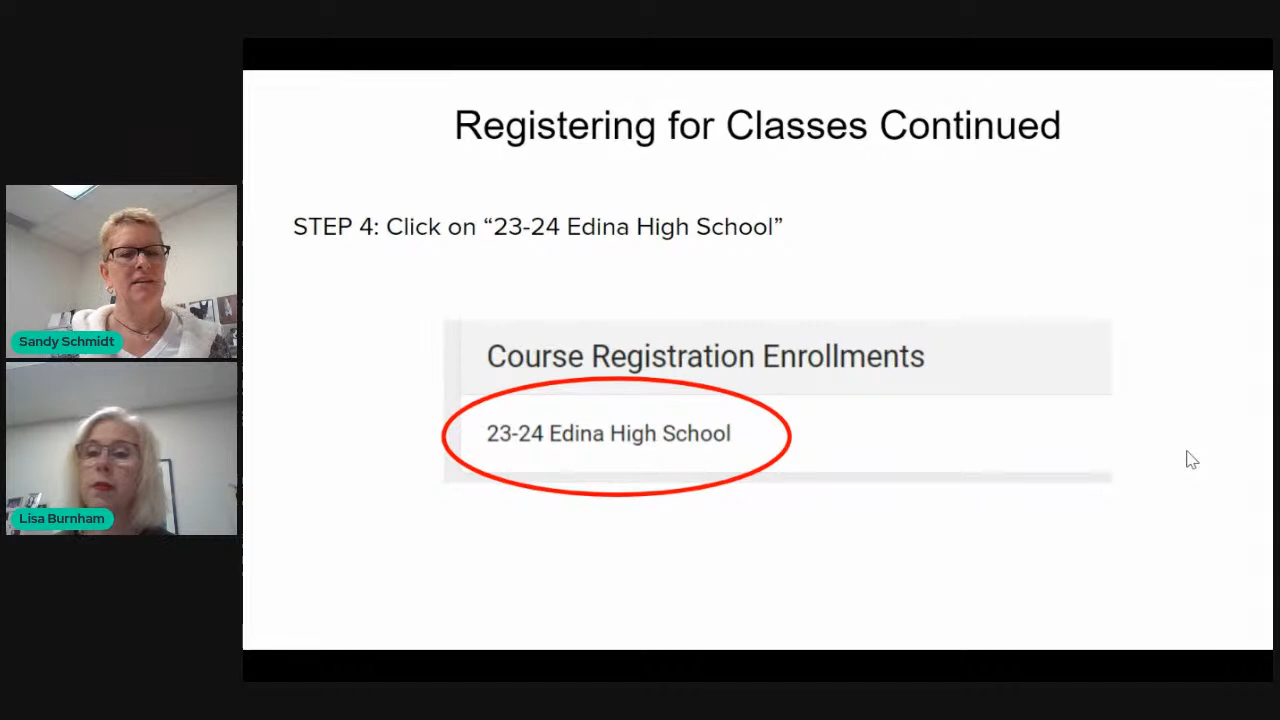 Registering for Classes Continued
STEP 4: Click on “23-24 Edina High School”
Course Registration Enrollments
23-24 Edina High School
Sandy Schmidt
Lisa Burnham